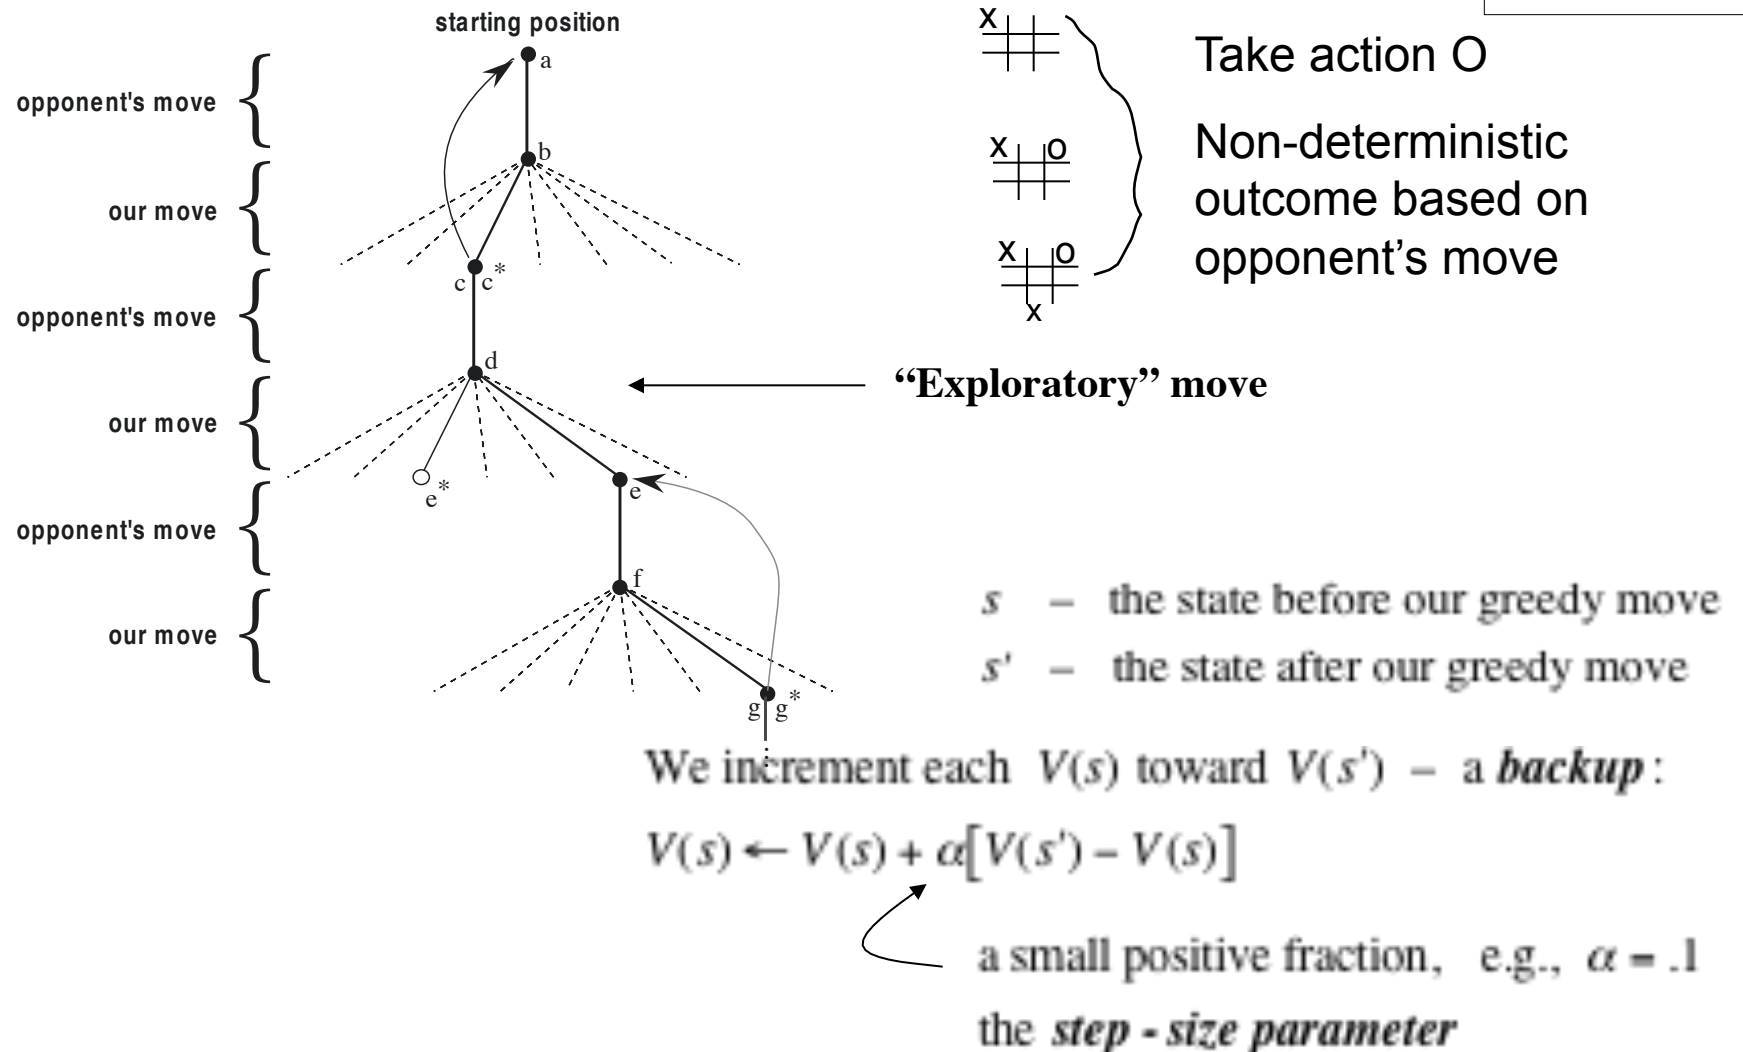 starting position
a
opponent's move
b
our move
c c*
opponent's move
d
our move
e*
e
opponent's move
f
our move
g g*
x
x o
x o
x
Take action O
Non-deterministic
outcome based on
opponent’s move
“Exploratory” move
s – the state before our greedy move
s' – the state after our greedy move
We increment each V(s) toward V(s') – a backup:
V(s) ← V(s) + α[V(s') – V(s)]
a small positive fraction, e.g., α = .1
the step - size parameter